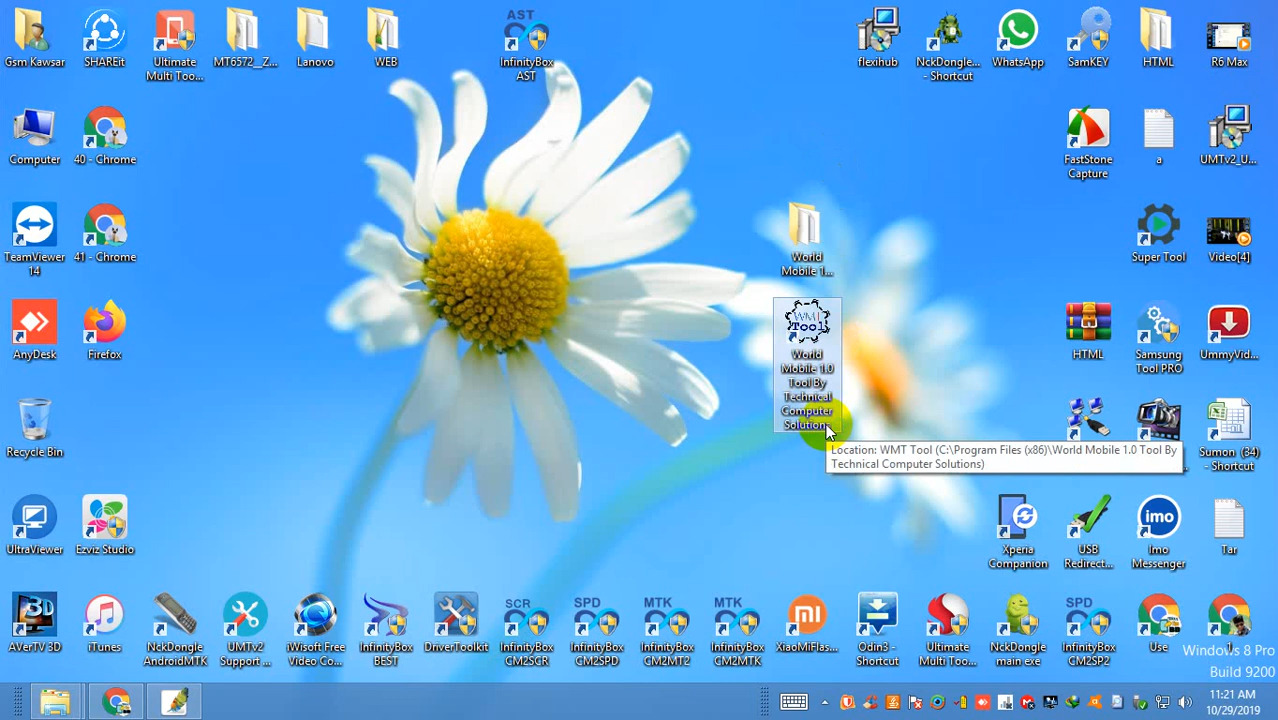 Gsm Kawsar
SHAREit
Ultimate
Multi Too...
MT6572__Z...
Lanovo
WEB
AST
InfinityBox
AST
flexihub
NckDongle...
- Shortcut
WhatsApp
SamKEY
HTML
R6 Max
Computer
40 - Chrome
FastStone
Capture
a
UMTv2_U...
TeamViewer
14
41 - Chrome
World
Mobile 1...
Super Tool
Video[4]
AnyDesk
Firefox
WMT
Tool
World
Mobile 1.0
Tool By
Technical
Computer
Solutions
HTML
Samsung
Tool PRO
UmmyVid...
Location: WMT Tool (C:\Program Files (x86)\World Mobile 1.0 Tool By
Technical Computer Solutions)
Recycle Bin
Sumon (34)
- Shortcut
UltraViewer
Ezviz Studio
Xperia
Companion
USB
Redirect...
imo
Imo
Messenger
Tar
3D
AVerTV 3D
iTunes
NckDongle
AndroidMTK
UMTv2
Support ...
iWisoft Free
Video Co...
InfinityBox
BEST
DriverToolkit
SCR
InfinityBox
CM2SCR
SPD
InfinityBox
CM2SPD
MTK
InfinityBox
CM2MT2
MTK
InfinityBox
CM2MTK
XiaoMiFlas...
Odin3 -
Shortcut
Ultimate
Multi Too...
NckDongle
main exe
SPD
InfinityBox
CM2SP2
Use
1
Windows 8 Pro
Build 9200
11:21 AM
10/29/2019